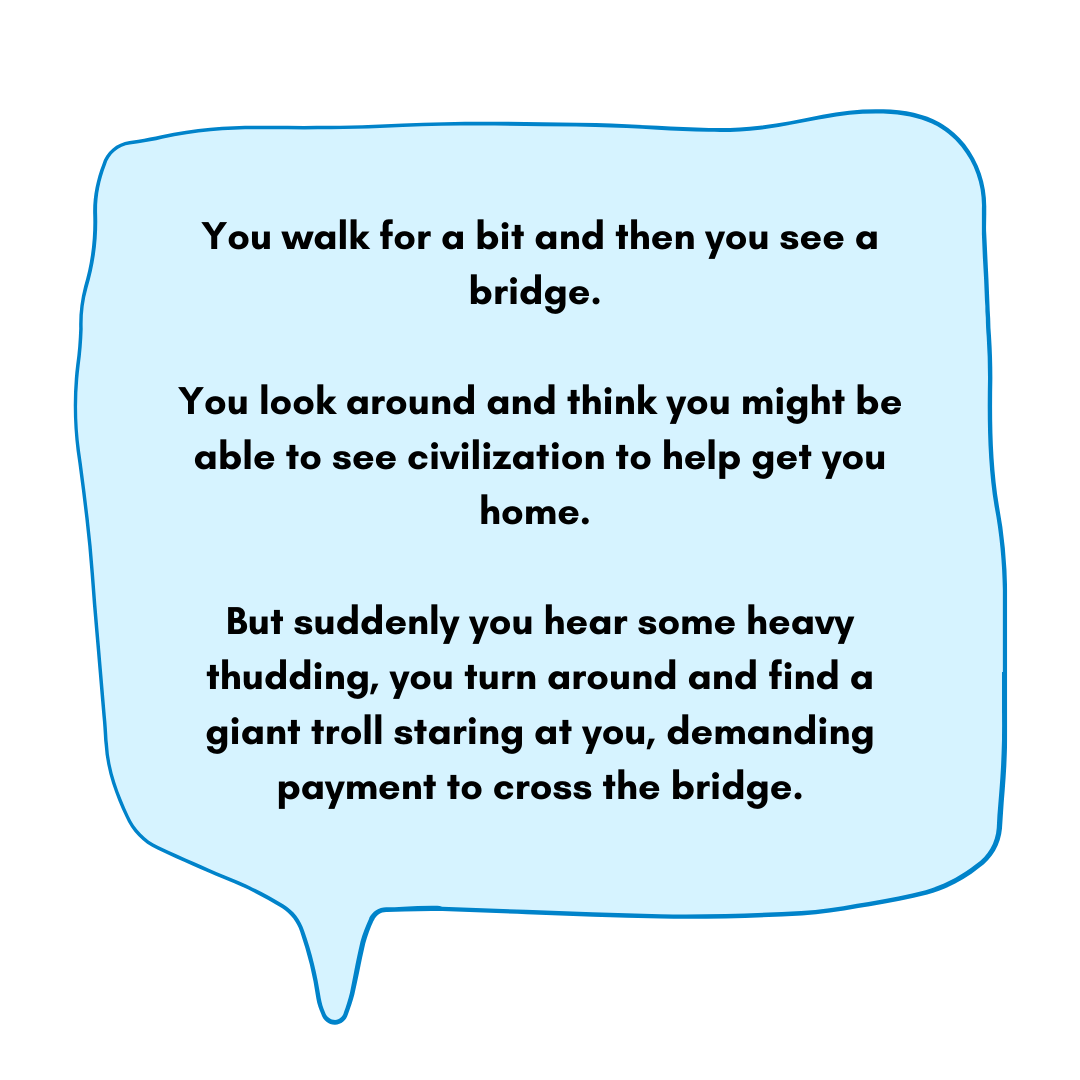 You walk for a bit and then you see a
bridge.
You look around and think you might be
able to see civilization to help get you
home.
But suddenly you hear some heavy
thudding, you turn around and find a
giant troll staring at you, demanding
payment to cross the bridge.